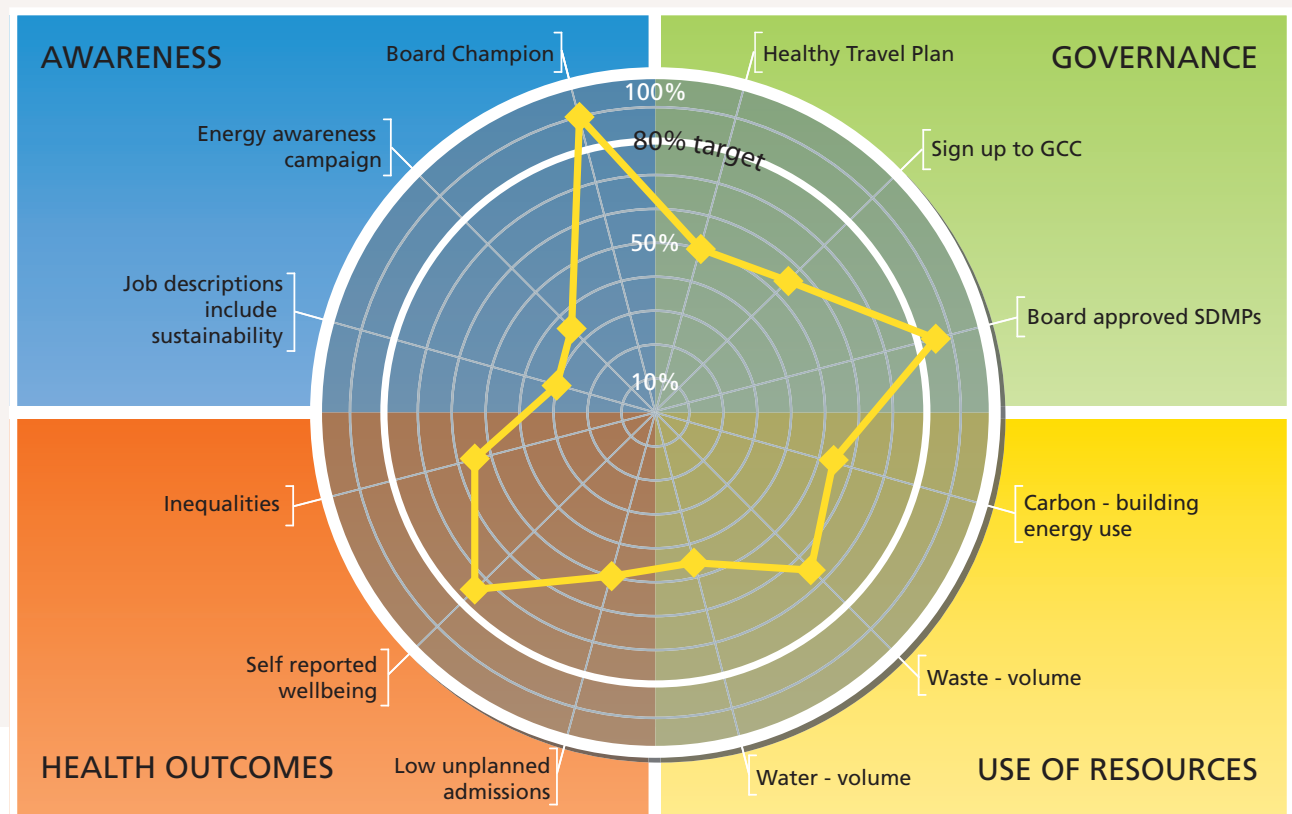 AWARENESS
Board Champion
Energy awareness
campaign
Job descriptions
include
sustainability
GOVERNANCE
Healthy Travel Plan
Sign up to GCC
Board approved SDMPs
100%
80% target
50%
10%
Inequalities
Self reported
wellbeing
Low unplanned
admissions
HEALTH OUTCOMES
Carbon - building
energy use
Waste - volume
Water - volume
USE OF RESOURCES